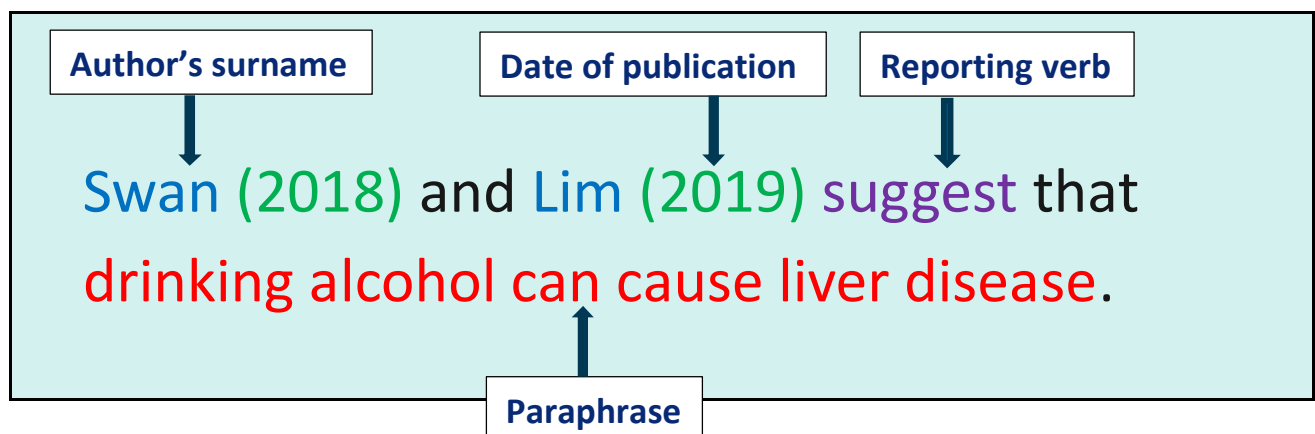 Author’s surname
Date of publication
Reporting verb
Swan (2018) and Lim (2019) suggest that
drinking alcohol can cause liver disease.
Paraphrase